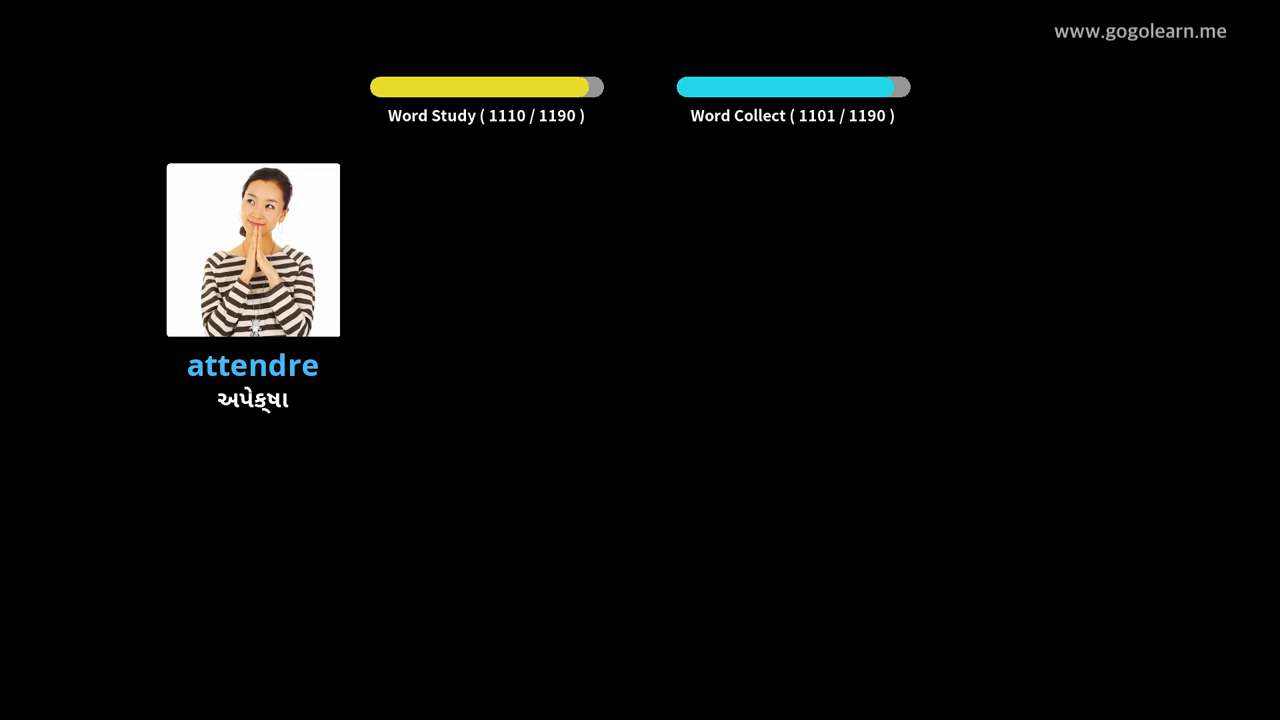 www.gogolearn.me
Word Study ( 1110 / 1190 )
Word Collect ( 1101 / 1190 )
attendre
અપેક્ષા